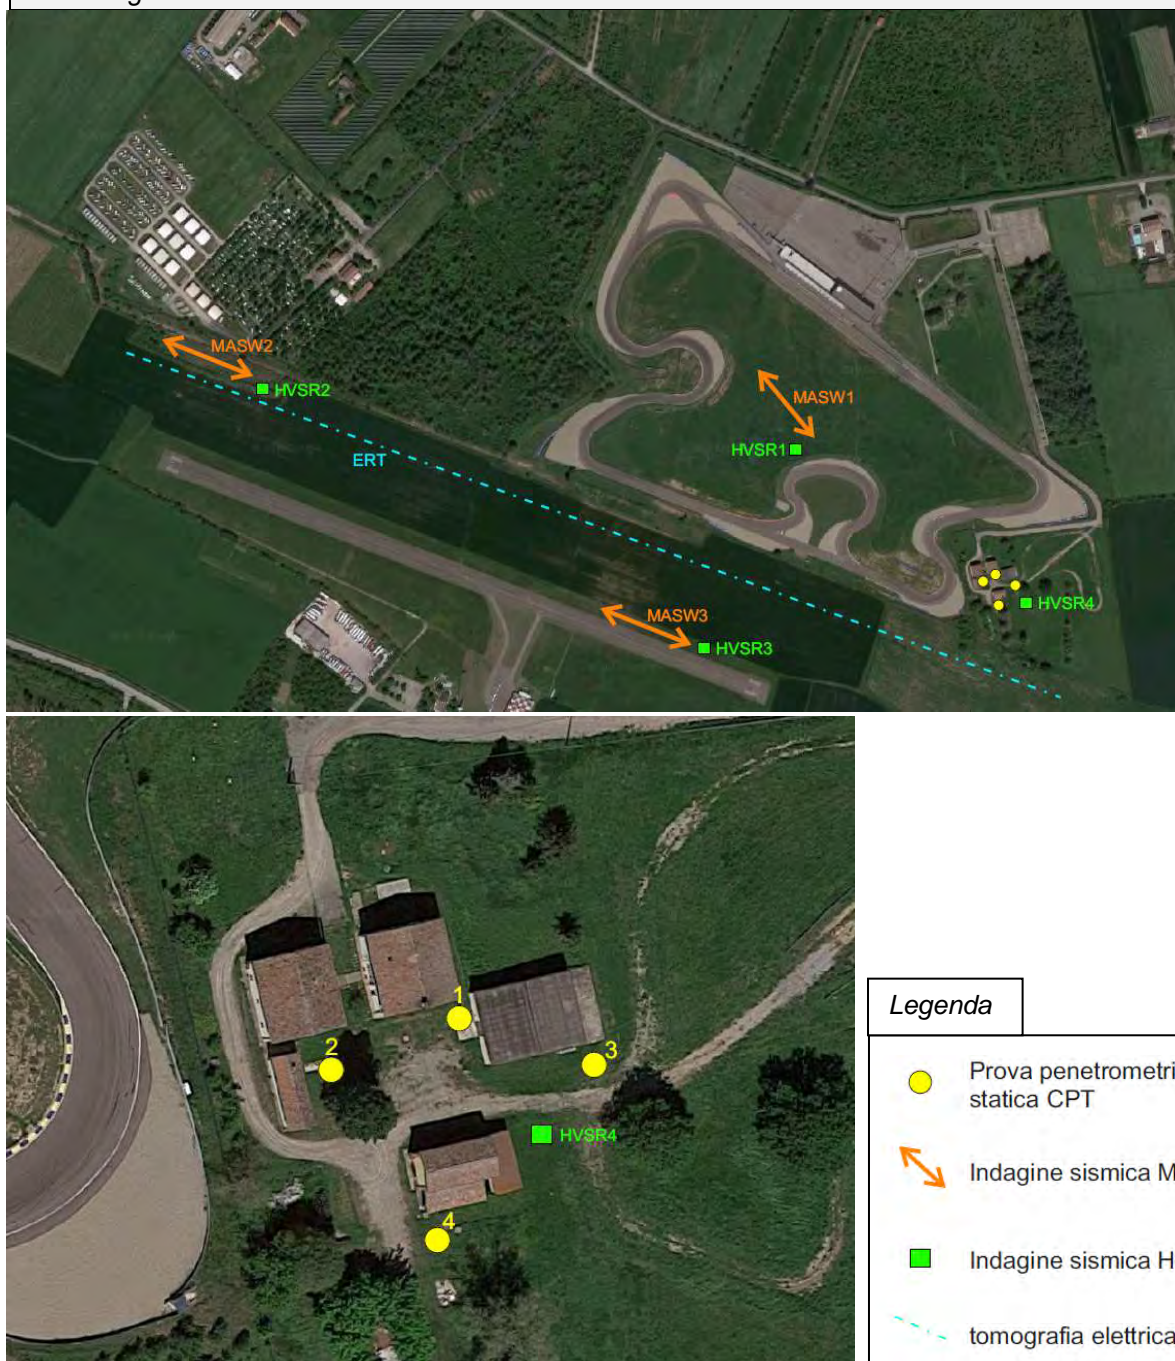 MASW2
HVSR2
MASW1
HVSR1
ERT
MASW3
HVSR3
HVSR4
1
2
3
HVSR4
4
Legenda
Prova penetrometri
statica CPT
Indagine sismica M
Indagine sismica H
tomografia elettrica